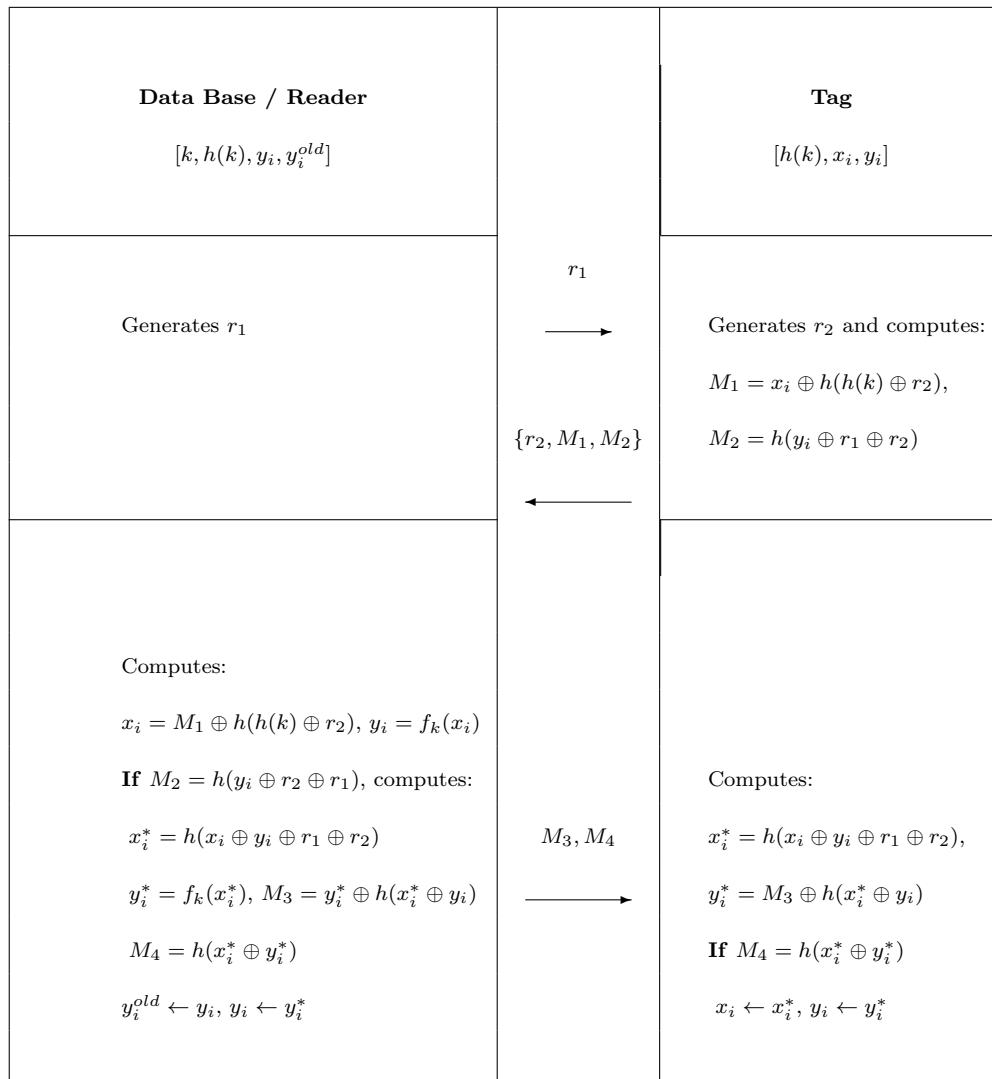 Data Base / Reader
[k, h(k), y_i, y_i^{old}]
Tag
[h(k), x_i, y_i]
Generates r_1
r_1
Generates r_2 and computes:
M_1 = x_i ⊕ h(h(k) ⊕ r_2),
{r_2, M_1, M_2}
M_2 = h(y_i ⊕ r_1 ⊕ r_2)
Computes:
x_i = M_1 ⊕ h(h(k) ⊕ r_2), y_i = f_k(x_i)
If M_2 = h(y_i ⊕ r_2 ⊕ r_1), computes:
x_i^* = h(x_i ⊕ y_i ⊕ r_1 ⊕ r_2)
y_i^* = f_k(x_i^*), M_3 = y_i^* ⊕ h(x_i^* ⊕ y_i)
M_4 = h(x_i^* ⊕ y_i^*)
y_i^{old} ← y_i, y_i ← y_i^*
M_3, M_4
Computes:
x_i^* = h(x_i ⊕ y_i ⊕ r_1 ⊕ r_2),
y_i^* = M_3 ⊕ h(x_i^* ⊕ y_i)
If M_4 = h(x_i^* ⊕ y_i^*)
x_i ← x_i^*, y_i ← y_i^*